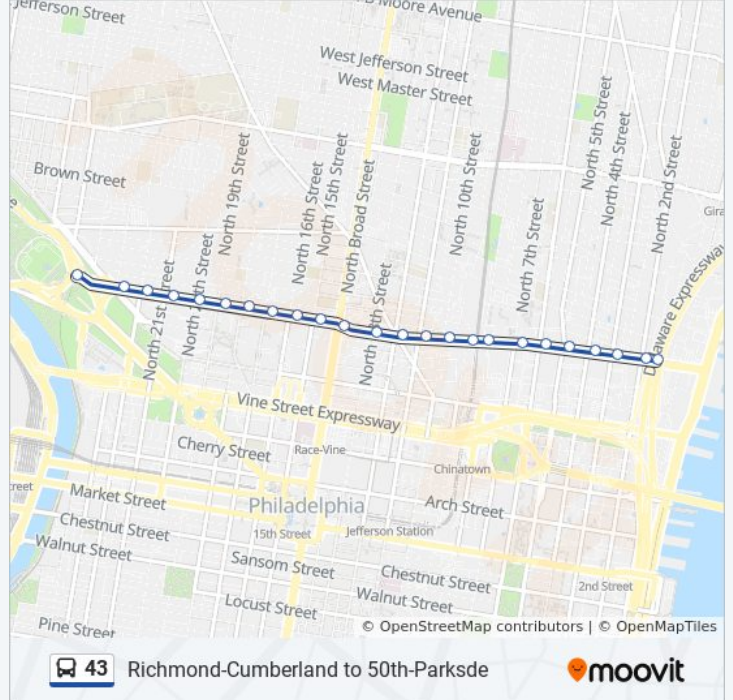 Jefferson Street
Moore Avenue
West Jefferson Street
West Master Street
North 5th Street
North 4th Street
North 2nd Street
North 10th Street
North 19th Street
North 16th Street
North 15th Street
North Broad Street
Brown Street
North 7th Street
Expressway
North 21st
Street
North
Street
North
Street
Vine Street Expressway
Cherry Street
Race-Vine
Chinatown
Market Street
Philadelphia
Arch Street
Chestnut Street
15th Street
Jefferson Station
Walnut Street
Sansom Street
Chestnut Street
2nd Street
Walnut Street
Locust Street
Pine Street
© OpenStreetMap contributors | © OpenMapTiles
43 Richmond-Cumberland to 50th-Parksde
moovit